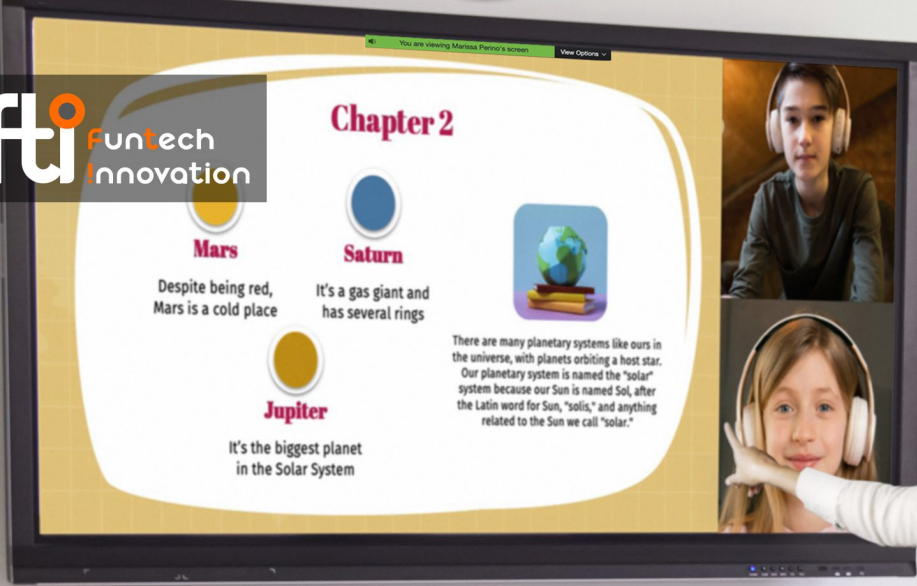 You are viewing Marissa Perino's screen
View Options
fti Funtech
Innovation
Chapter 2
Mars
Despite being red,
Mars is a cold place
Saturn
It's a gas giant and
has several rings
Jupiter
It's the biggest planet
in the Solar System
There are many planetary systems like ours in
the universe, with planets orbiting a host star.
Our planetary system is named the "solar"
system because our Sun is named Sol, after
the Latin word for Sun, "solis," and anything
related to the Sun we call "solar."